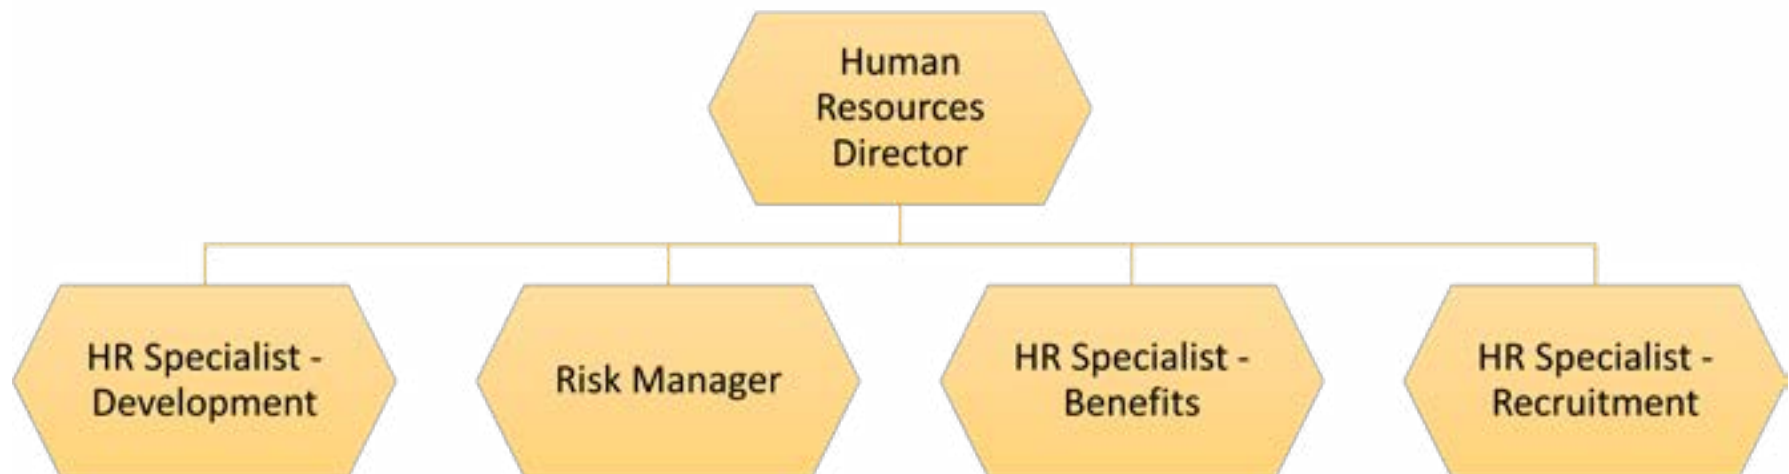 Human
Resources
Director
HR Specialist -
Development
Risk Manager
HR Specialist -
Benefits
HR Specialist -
Recruitment